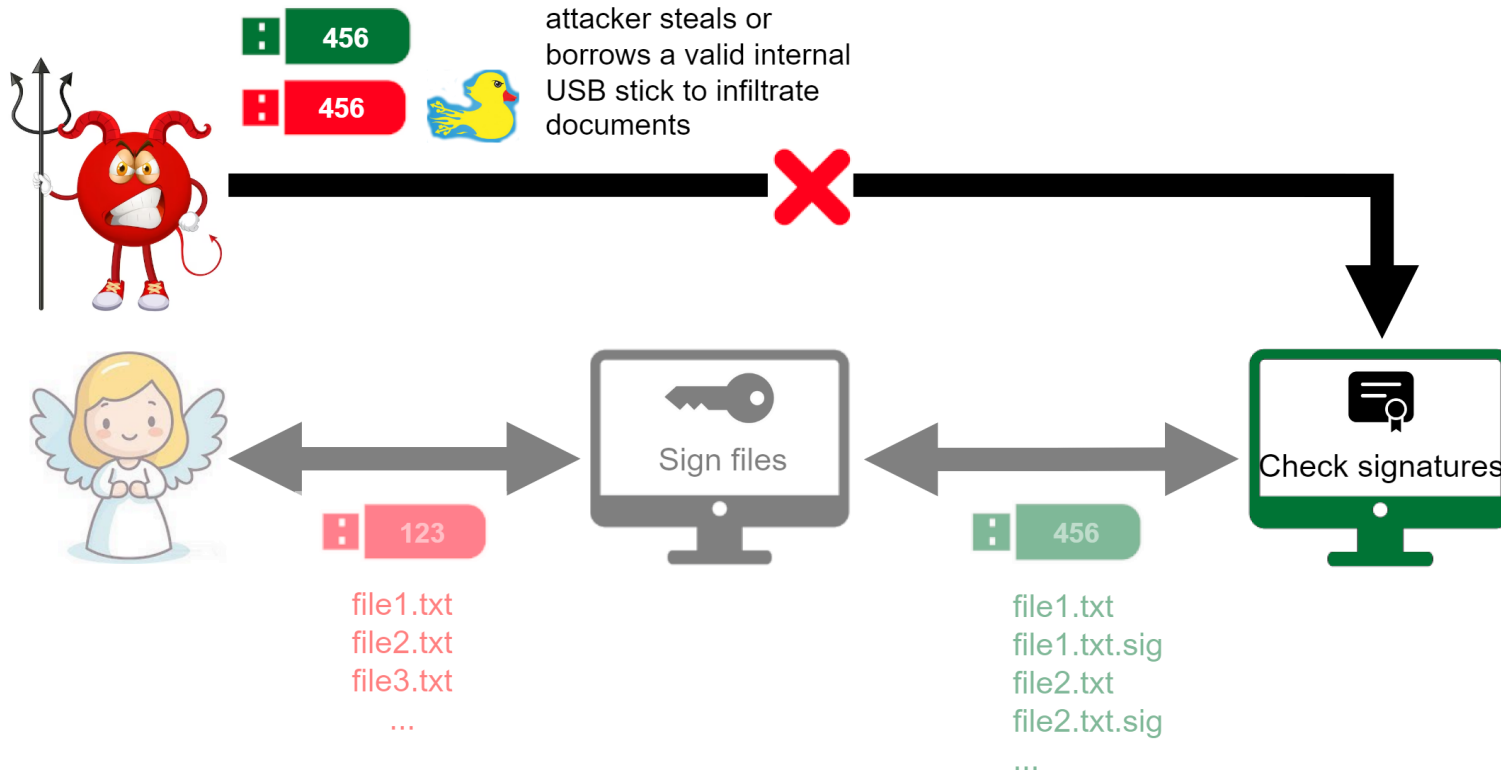 456
456
attacker steals or
borrows a valid internal
USB stick to infiltrate
documents
Sign files
Check signatures
123
456
file1.txt
file2.txt
file3.txt
...
file1.txt
file1.txt.sig
file2.txt
file2.txt.sig
...